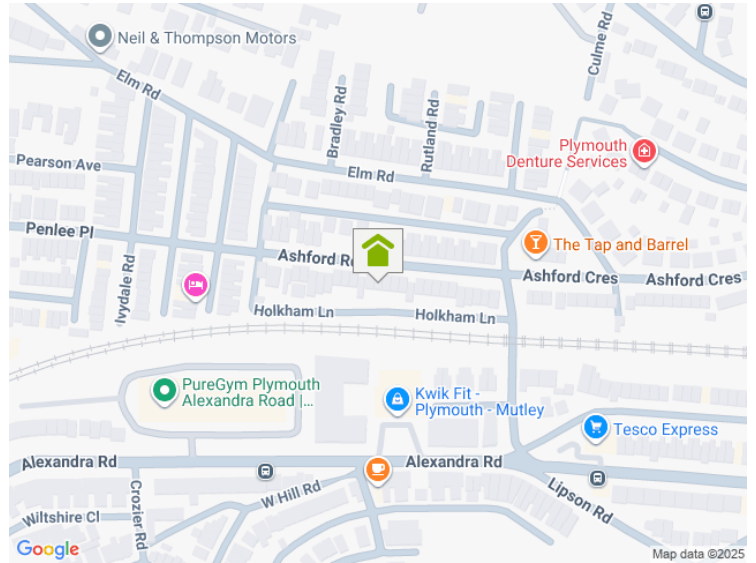 Neil & Thompson Motors
Culme Rd
Elm Rd
Bradley Rd
Rutland Rd
Plymouth
Denture Services
Pearson Ave
Elm Rd
Penlee Pl
Ashford R
The Tap and Barrel
Ashford Cres
Ashford Cres
Ivydale Rd
Holkham Ln
Holkham Ln
PureGym Plymouth
Alexandra Road |...
Kwik Fit -
Plymouth - Mutley
Tesco Express
Alexandra Rd
Alexandra Rd
Crozier Rd
W Hill Rd
Lipson Rd
Wiltshire Cl
Google
Map data ©2025